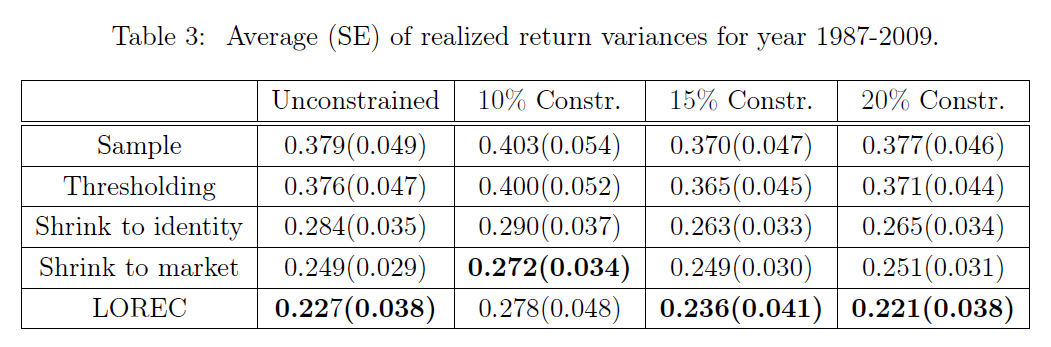 Table 3: Average (SE) of realized return variances for year 1987-2009.
Unconstrained 10% Constr. 15% Constr. 20% Constr.
Sample 0.379(0.049) 0.403(0.054) 0.370(0.047) 0.377(0.046)
Thresholding 0.376(0.047) 0.400(0.052) 0.365(0.045) 0.371(0.044)
Shrink to identity 0.284(0.035) 0.290(0.037) 0.263(0.033) 0.265(0.034)
Shrink to market 0.249(0.029) 0.272(0.034) 0.249(0.030) 0.251(0.031)
LOREC 0.227(0.038) 0.278(0.048) 0.236(0.041) 0.221(0.038)